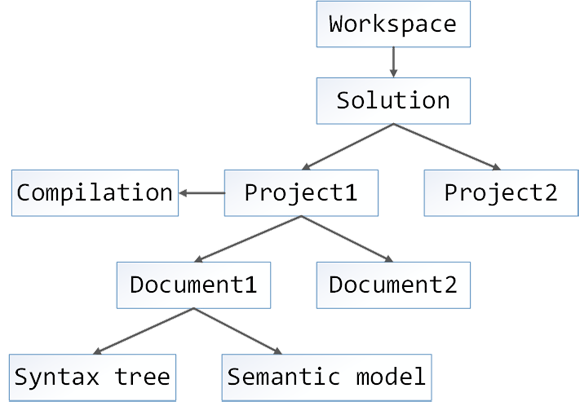 Workspace
Solution
Compilation
Project1
Project2
Document1
Document2
Syntax tree
Semantic model